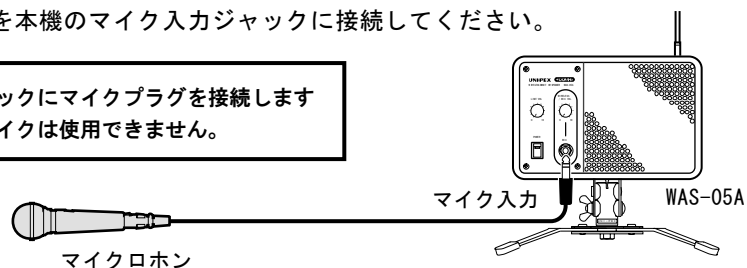 を本機のマイク入力ジャックに接続してください。
ックにマイクプラグを接続します
イクは使用できません。
UNI-PEX
マイク入力
WAS-05A
マイクロホン